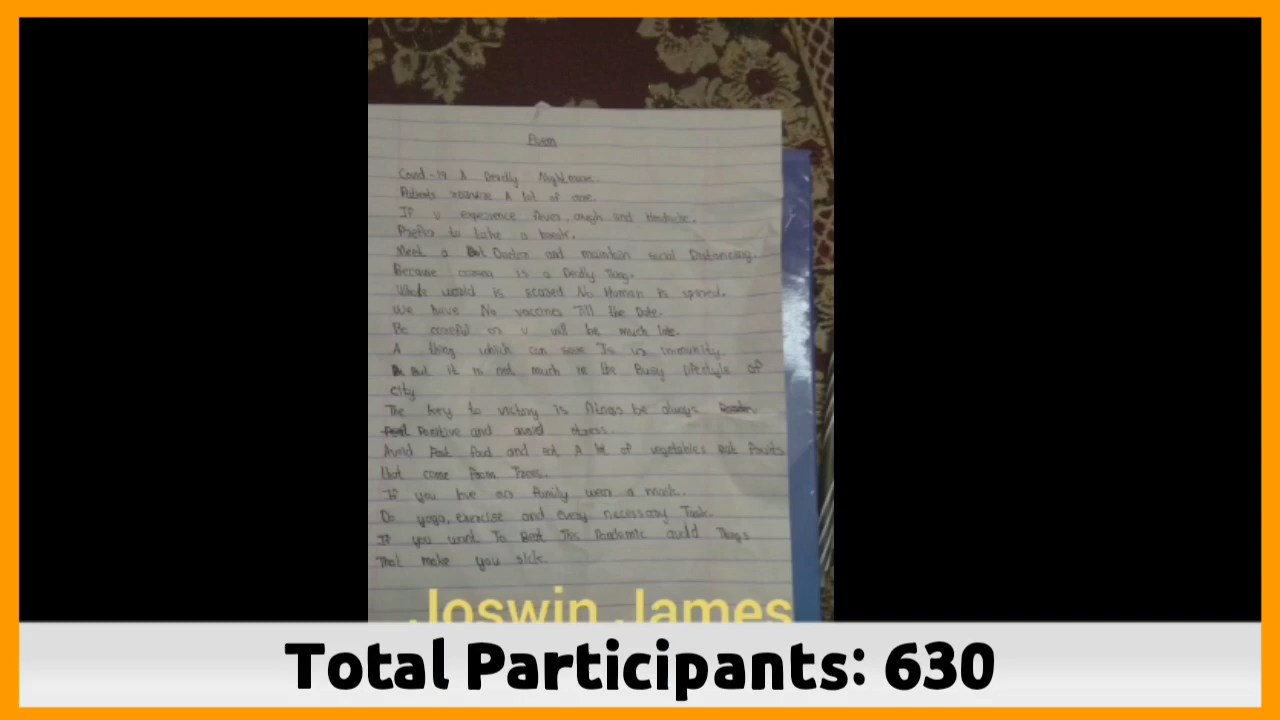 Poem
Covid-19 A Deadly Nightmare.
Patients require A lot of care.
If u experience fever, cough and Headache.
Prefer to take a break.
Meet a Doctor and maintain social Distancing.
Because corona is a Deadly Thing.
Whole world is scared No Human is spared.
We have No vaccines Till the Date.
Be careful or u will be much late.
A thing which can save Is ur immunity.
But it is not much in the Busy lifestyle of
city
The key to victory is fitness be always
Positive and avoid stress.
Avoid Fast Food and eat A lot of vegetables eat fruits
that come from Trees.
If you love ur family wear a mask.
Do yoga, exercise and every necessary Task.
If you want To Beat This Pandemic avoid Things
That make you sick.
Joswin James
Total Participants: 630